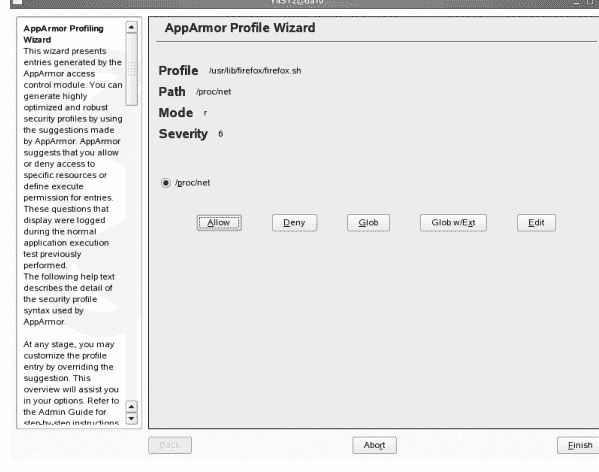 AppArmor Profiling
Wizard
This wizard presents
entries generated by the
AppArmor access
control module. You can
generate highly
optimized and robust
security profiles by using
the suggestions made
by AppArmor. AppArmor
suggests that you allow
or deny access to
specific resources or
define execute
permission for entries.
These questions that
display were logged
during the normal
application execution
test previously
performed.
The following help text
describes the detail of
the security profile
syntax used by
AppArmor.
At any stage, you may
customize the profile
entry by overriding the
suggestion. This
overview will assist you
in your options. Refer to
the Admin Guide for
step-by-step instructions
AppArmor Profile Wizard
Profile /usr/lib/firefox/firefox.sh
Path /proc/net
Mode r
Severity 6
/proc/net
Allow Deny Glob Glob w/Ext Edit
Back Abort Finish